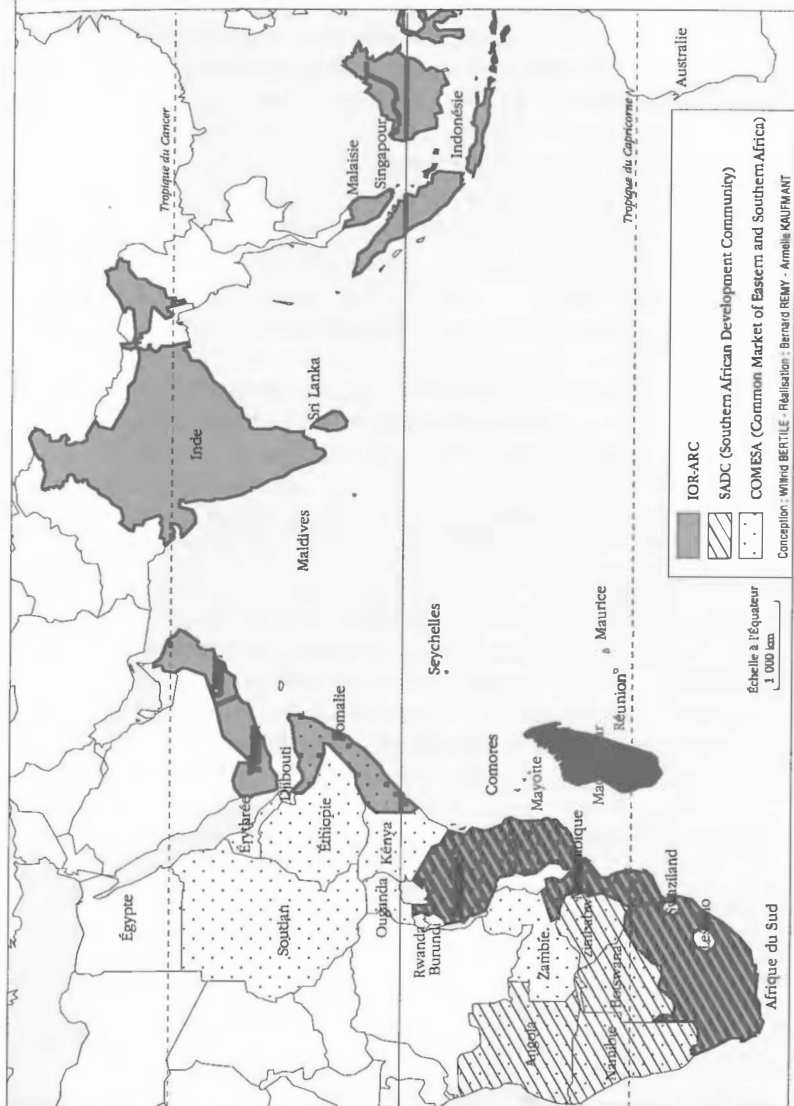 Tropique du Cancer
Égypte
Soudan
Érythrée
Djibouti
Éthiopie
omalie
Ouganda
Kénya
Rwanda
Burundi
Inde
Sri Lanka
Maldives
Malaisie
Singapour
Indonésie
Seychelles
Comores
Mayotte
Maurice
Réunion
Angola
Zambie
Zimbabw
Botswana
Namibie
Afrique du Sud
Tropique du Capricorne
Australie
Échelle à l'Équateur
1 000 km
IOR-ARC
SADC (Southern African Development Community)
COMESA (Common Market of Eastern and Southern Africa)
Conception : Wilfrid BERTILE - Réalisation : Bernard REMY - Armelle KAUFMANT